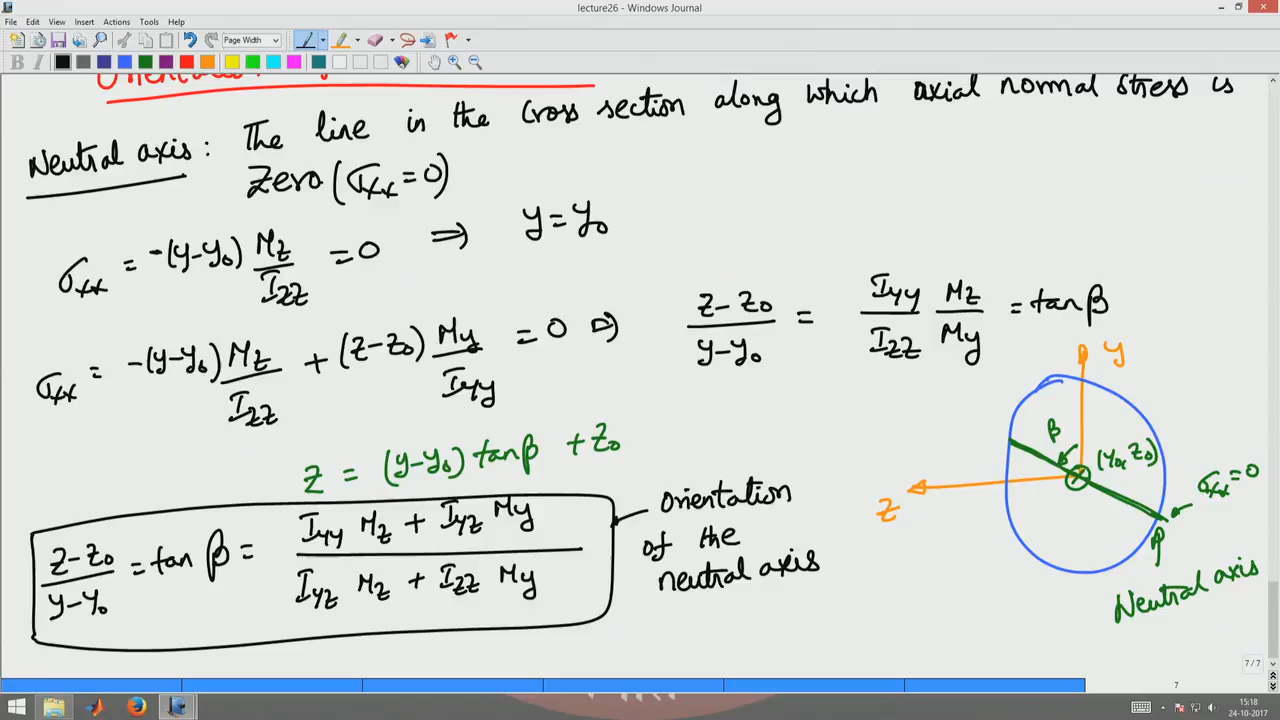 lecture26 - Windows Journal
File Edit View Insert Actions Tools Help
Page Width
Neutral axis : The line in the cross section along which axial normal stress is
Zero (σxx = 0)
σxx = -(y-y₀) Mz/Izz = 0 ⇒ y = y₀
σxx = -(y-y₀) Mz/Izz + (z-z₀) My/Iyy = 0 ⇒ (z-z₀)/(y-y₀) = Iyy/Izz Mz/My = tanβ
z = (y-y₀) tanβ + z₀
(z-z₀)/(y-y₀) = tan β = (Iyy Mz + Iyz My)/(Iyz Mz + Izz My)
orientation
of the
neutral axis
y
β
(y₀, z₀)
σxx = 0
z
Neutral axis
7/7
7
15:18
24-10-2017